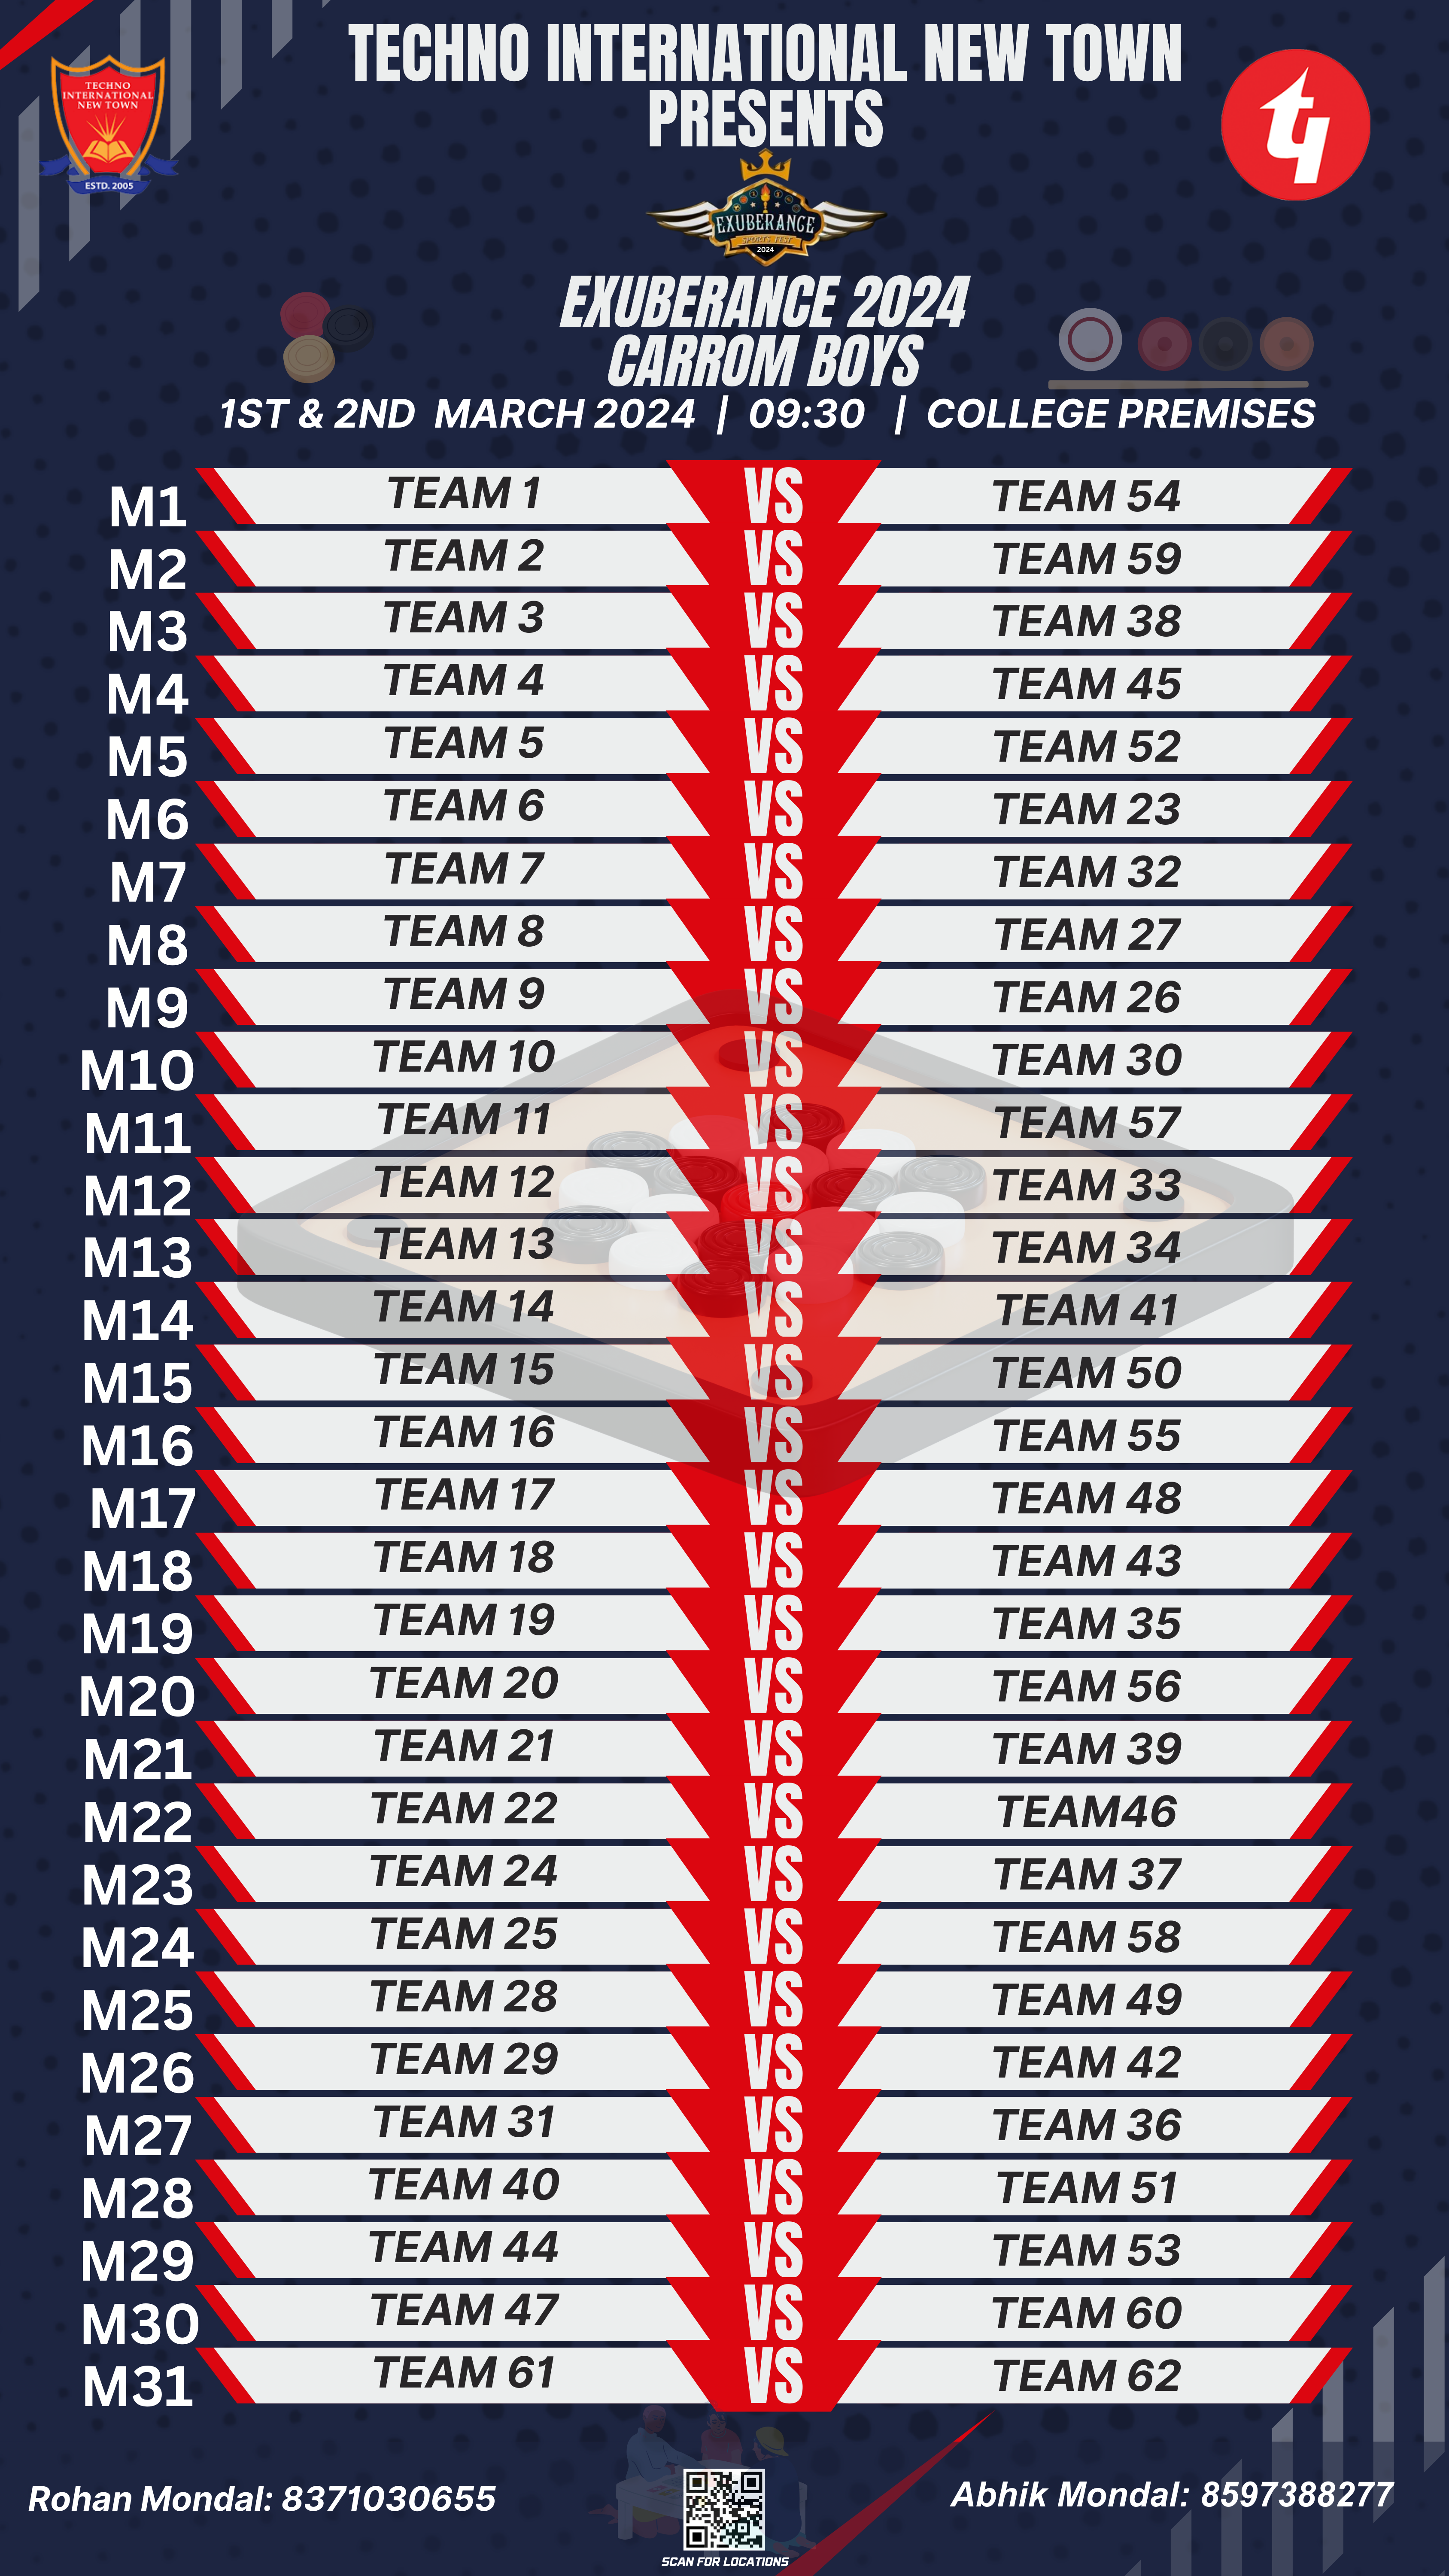 TECHNO INTERNATIONAL NEW TOWN
PRESENTS
TECHNO
INTERNATIONAL
NEW TOWN
ESTD. 2005
EXUBERANCE
SPORTS FEST
2024
EXUBERANCE 2024
CARROM BOYS
1ST & 2ND MARCH 2024 | 09:30 | COLLEGE PREMISES
M1 TEAM 1 VS TEAM 54
M2 TEAM 2 VS TEAM 59
M3 TEAM 3 VS TEAM 38
M4 TEAM 4 VS TEAM 45
M5 TEAM 5 VS TEAM 52
M6 TEAM 6 VS TEAM 23
M7 TEAM 7 VS TEAM 32
M8 TEAM 8 VS TEAM 27
M9 TEAM 9 VS TEAM 26
M10 TEAM 10 VS TEAM 30
M11 TEAM 11 VS TEAM 57
M12 TEAM 12 VS TEAM 33
M13 TEAM 13 VS TEAM 34
M14 TEAM 14 VS TEAM 41
M15 TEAM 15 VS TEAM 50
M16 TEAM 16 VS TEAM 55
M17 TEAM 17 VS TEAM 48
M18 TEAM 18 VS TEAM 43
M19 TEAM 19 VS TEAM 35
M20 TEAM 20 VS TEAM 56
M21 TEAM 21 VS TEAM 39
M22 TEAM 22 VS TEAM46
M23 TEAM 24 VS TEAM 37
M24 TEAM 25 VS TEAM 58
M25 TEAM 28 VS TEAM 49
M26 TEAM 29 VS TEAM 42
M27 TEAM 31 VS TEAM 36
M28 TEAM 40 VS TEAM 51
M29 TEAM 44 VS TEAM 53
M30 TEAM 47 VS TEAM 60
M31 TEAM 61 VS TEAM 62
Rohan Mondal: 8371030655
Abhik Mondal: 8597388277
SCAN FOR LOCATIONS